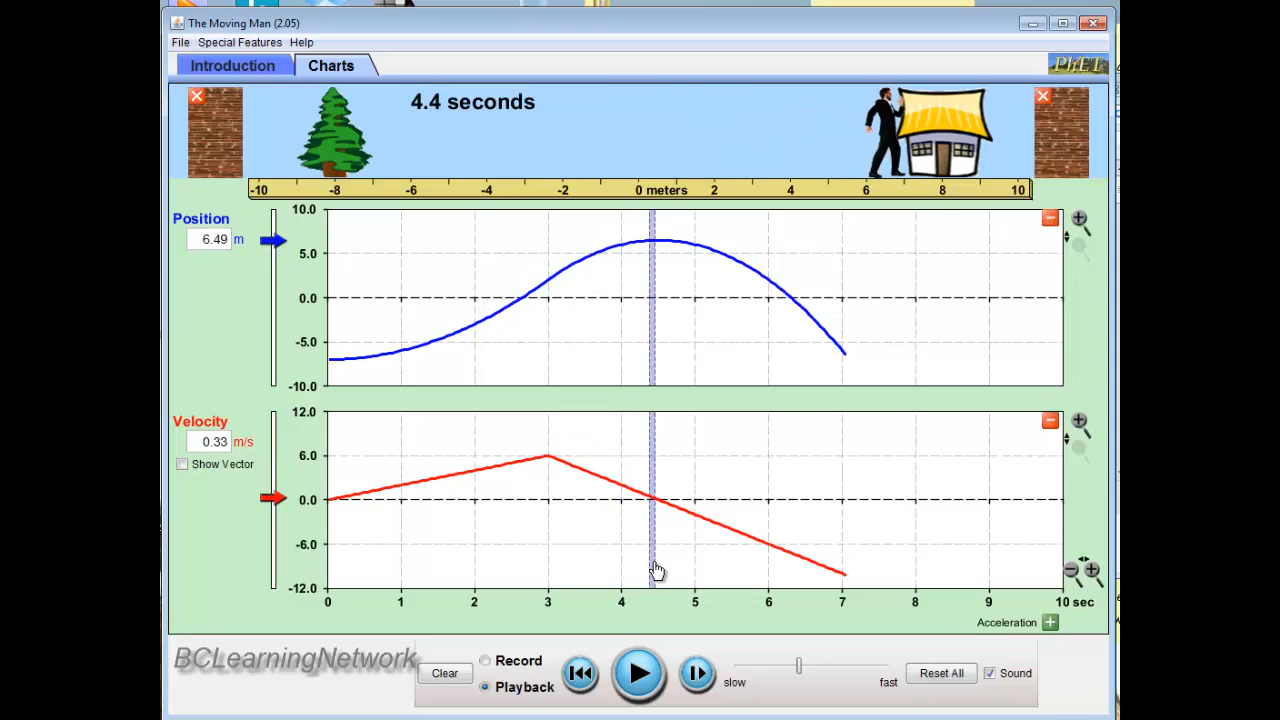 The Moving Man (2.05)
File Special Features Help
Introduction Charts PhET
4.4 seconds
-10 -8 -6 -4 -2 0 meters 2 4 6 8 10
Position
6.49 m
10.0
5.0
0.0
-5.0
-10.0
Velocity
0.33 m/s
Show Vector
12.0
6.0
0.0
-6.0
-12.0
0 1 2 3 4 5 6 7 8 9 10 sec
Acceleration
BCLearningNetwork
Clear
Record
Playback
slow
fast
Reset All
Sound